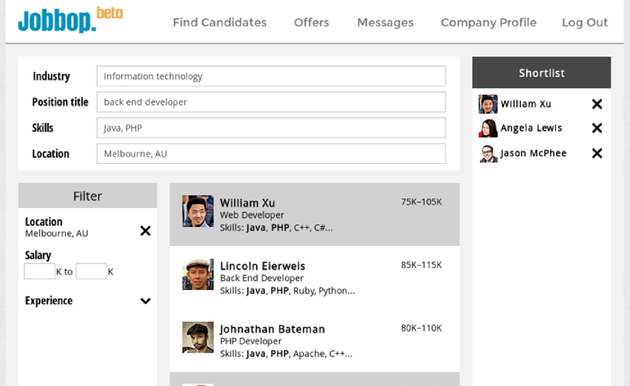 Jobbop.beta
Find Candidates Offers Messages Company Profile Log Out
Industry information technology
Position title back end developer
Skills Java, PHP
Location Melbourne, AU
Shortlist
William Xu
Angela Lewis
Jason McPhee
Filter
Location
Melbourne, AU
Salary
K to K
Experience
William Xu 75K–105K
Web Developer
Skills: Java, PHP, C++, C#...
Lincoln Eierweis 85K–115K
Back End Developer
Skills: Java, PHP, Ruby, Python...
Johnathan Bateman 80K–110K
PHP Developer
Skills: Java, PHP, Apache, C++...